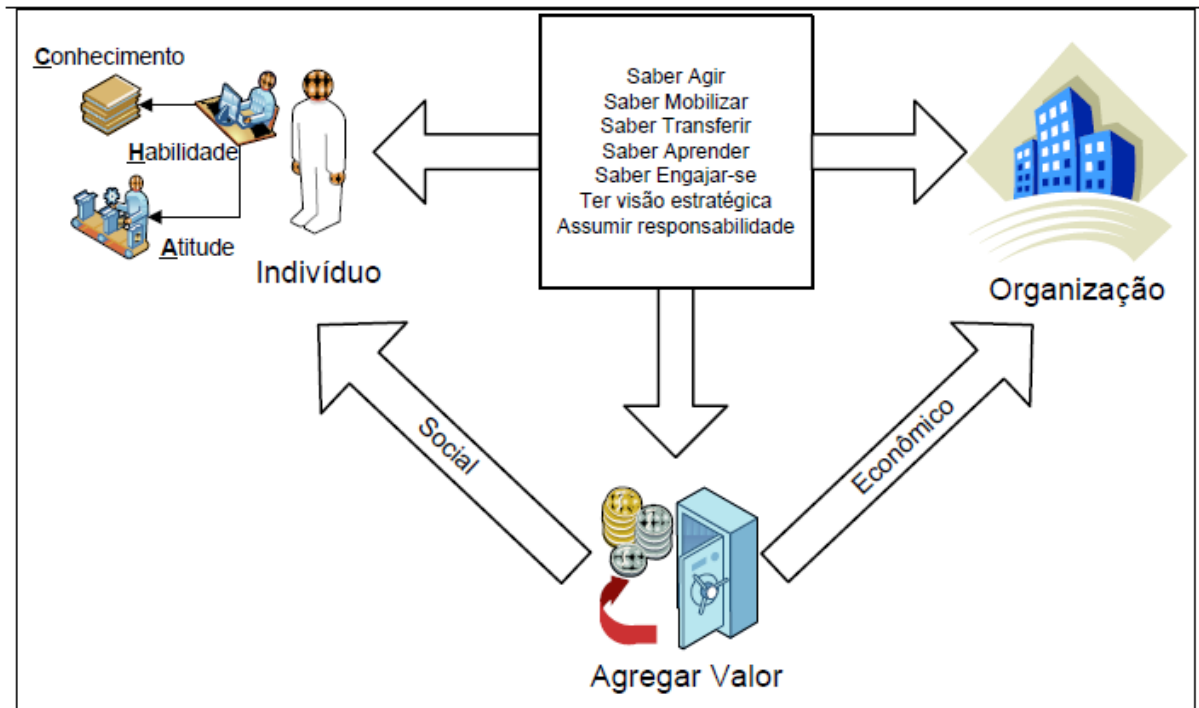 Conhecimento
Habilidade
Atitude
Indivíduo
Saber Agir
Saber Mobilizar
Saber Transferir
Saber Aprender
Saber Engajar-se
Ter visão estratégica
Assumir responsabilidade
Organização
Social
Econômico
Agregar Valor